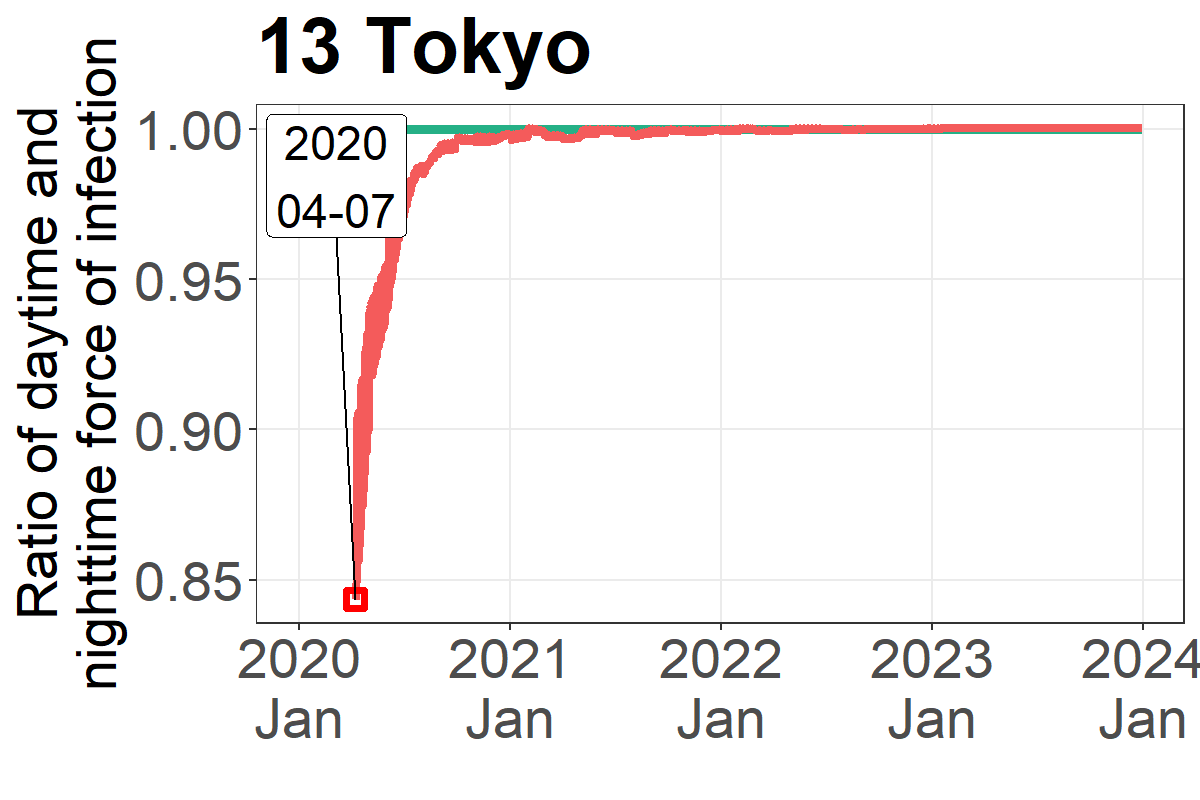 13 Tokyo
Ratio of daytime and
nighttime force of infection
1.00
0.95
0.90
0.85
2020
04-07
2020
Jan
2021
Jan
2022
Jan
2023
Jan
2024
Jan